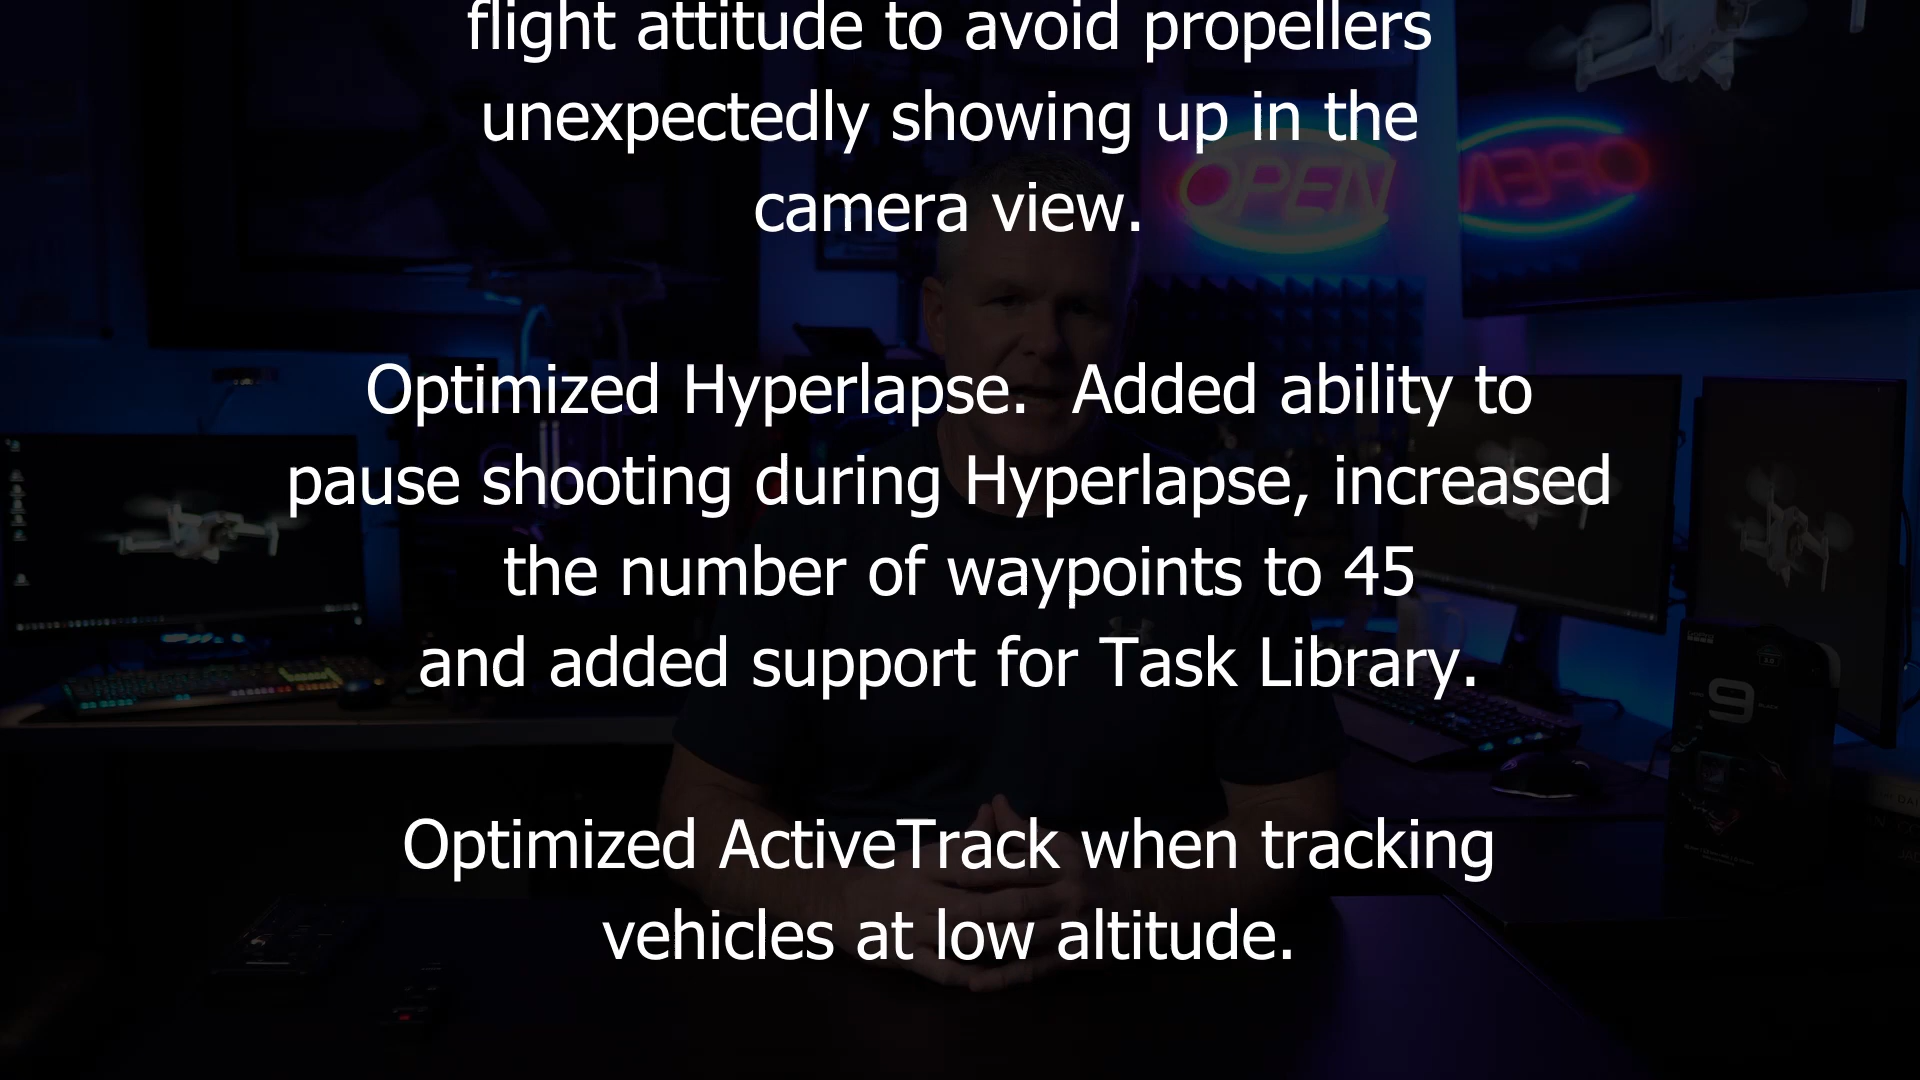 flight attitude to avoid propellers
unexpectedly showing up in the
camera view.
OPEN
OPEN
Optimized Hyperlapse.  Added ability to
pause shooting during Hyperlapse, increased
the number of waypoints to 45
and added support for Task Library.
9
Optimized ActiveTrack when tracking
vehicles at low altitude.